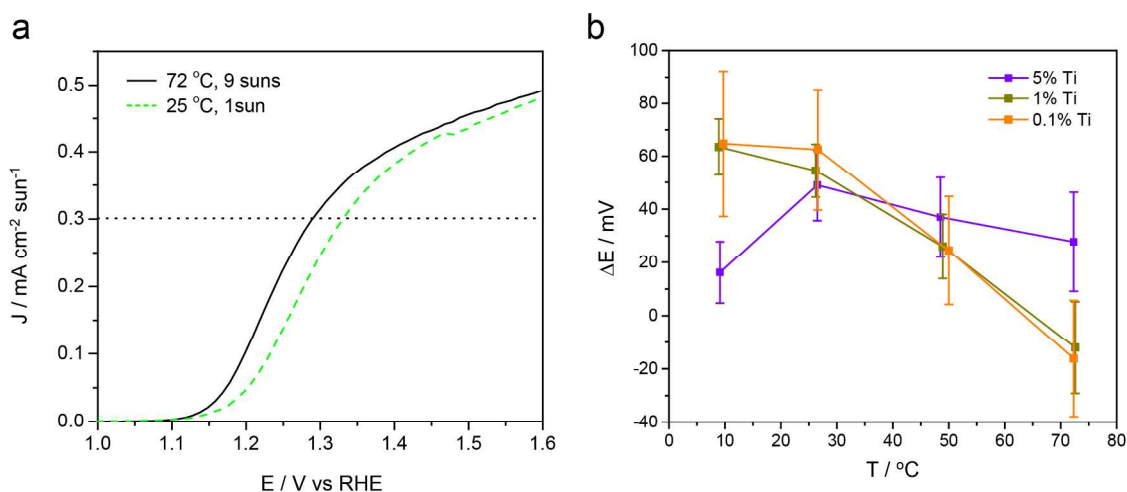 a
72 °C, 9 suns
25 °C, 1sun
0.5
0.4
0.3
0.2
0.1
0.0
1.0 1.1 1.2 1.3 1.4 1.5 1.6
J / mA cm⁻² sun⁻¹
E / V vs RHE
b
5% Ti
1% Ti
0.1% Ti
100
80
60
40
20
0
-20
-40
0 10 20 30 40 50 60 70 80
ΔE / mV
T / °C